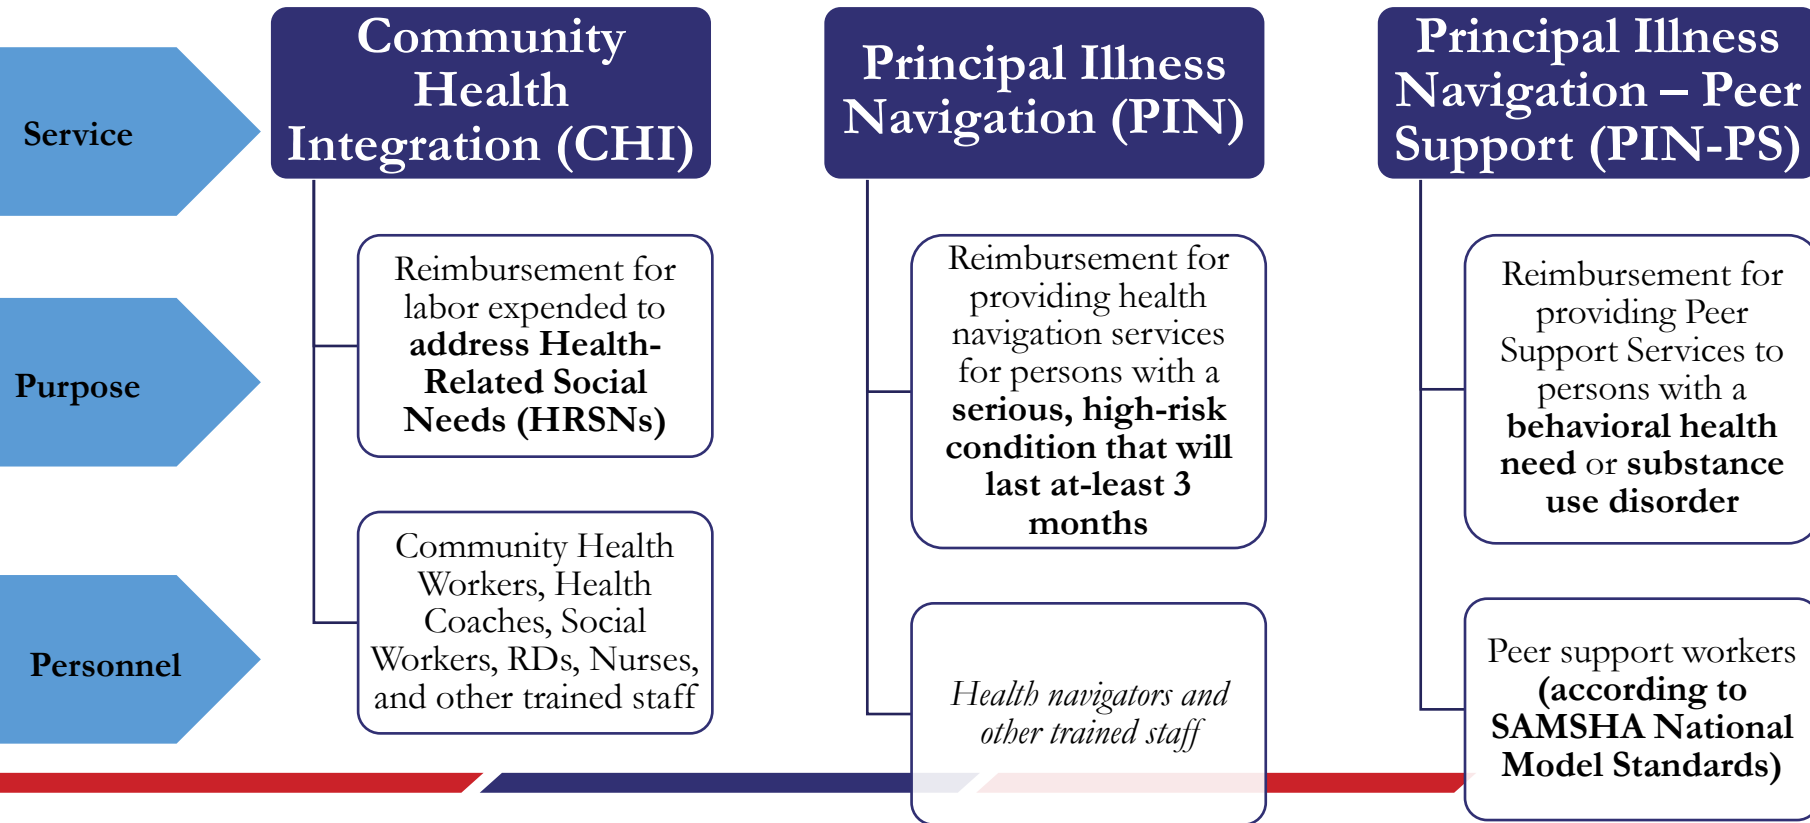 Service
Community
Health
Integration (CHI)
Principal Illness
Navigation (PIN)
Principal Illness
Navigation – Peer
Support (PIN-PS)
Purpose
Reimbursement for
labor expended to
address Health-
Related Social
Needs (HRSNs)
Reimbursement for
providing health
navigation services
for persons with a
serious, high-risk
condition that will
last at-least 3
months
Reimbursement for
providing Peer
Support Services to
persons with a
behavioral health
need or substance
use disorder
Personnel
Community Health
Workers, Health
Coaches, Social
Workers, RDs, Nurses,
and other trained staff
Health navigators and
other trained staff
Peer support workers
(according to
SAMSHA National
Model Standards)